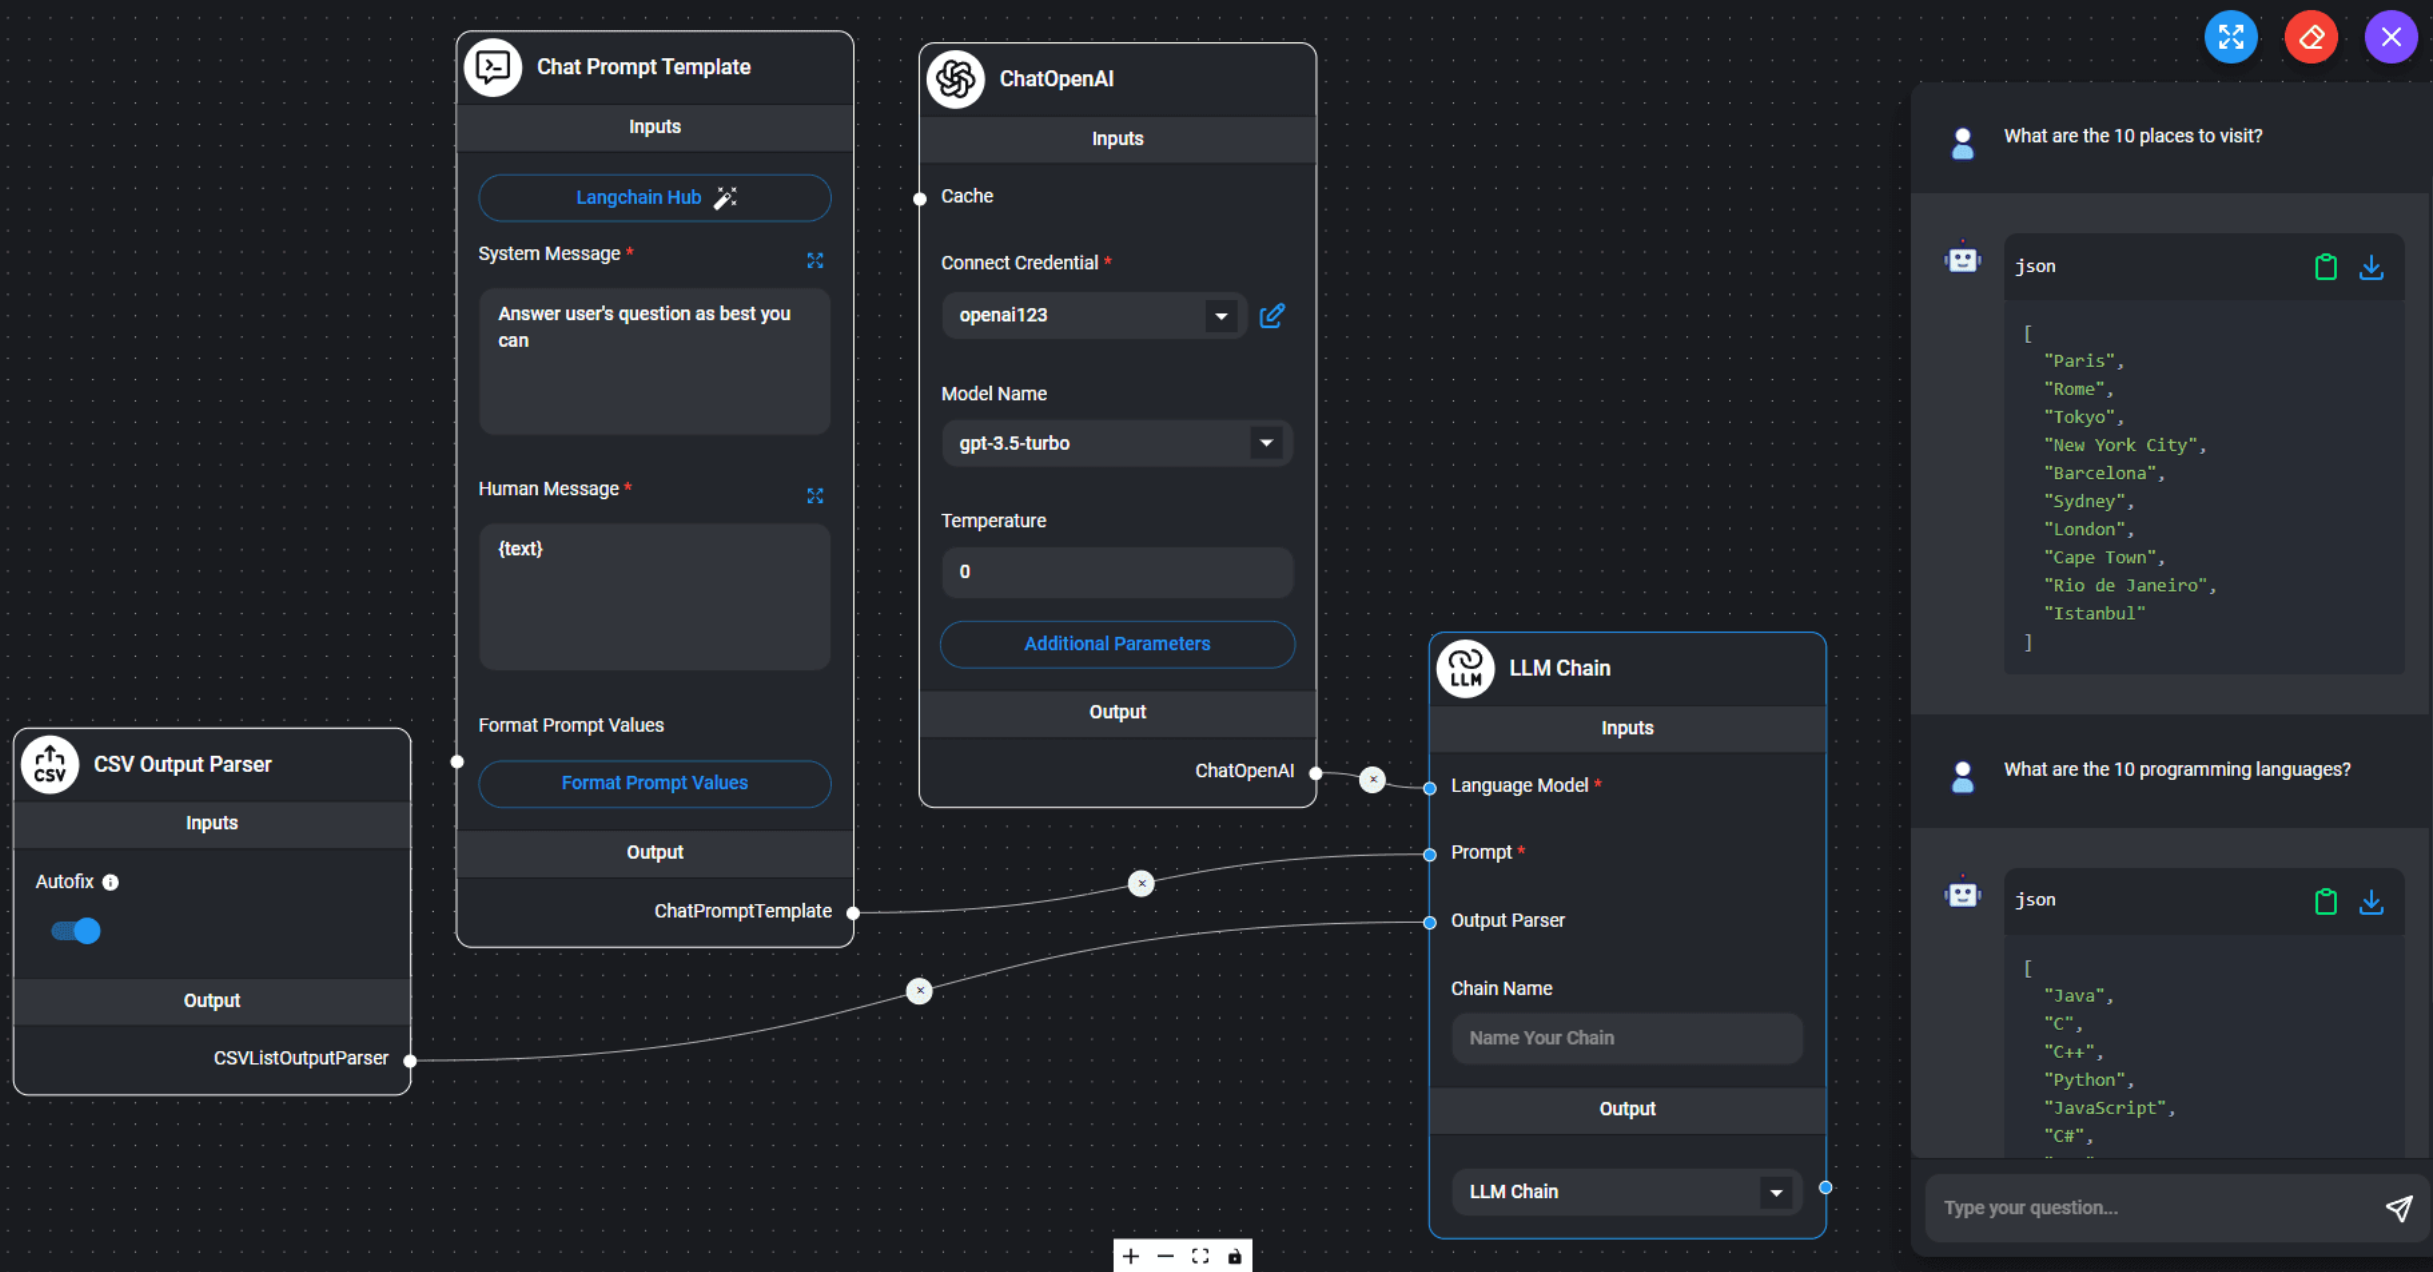 Chat Prompt Template
Inputs
Langchain Hub
System Message *
Answer user's question as best you
can
Human Message *
{text}
Format Prompt Values
Format Prompt Values
Output
ChatPromptTemplate
ChatOpenAI
Inputs
Cache
Connect Credential *
openai123
Model Name
gpt-3.5-turbo
Temperature
0
Additional Parameters
Output
ChatOpenAI
CSV
CSV Output Parser
Inputs
Autofix
Output
CSVListOutputParser
LLM
LLM Chain
Inputs
Language Model *
Prompt *
Output Parser
Chain Name
Name Your Chain
Output
LLM Chain
What are the 10 places to visit?
json
[
"Paris",
"Rome",
"Tokyo",
"New York City",
"Barcelona",
"Sydney",
"London",
"Cape Town",
"Rio de Janeiro",
"Istanbul"
]
What are the 10 programming languages?
json
[
"Java",
"C",
"C++",
"Python",
"JavaScript",
"C#",
Type your question...